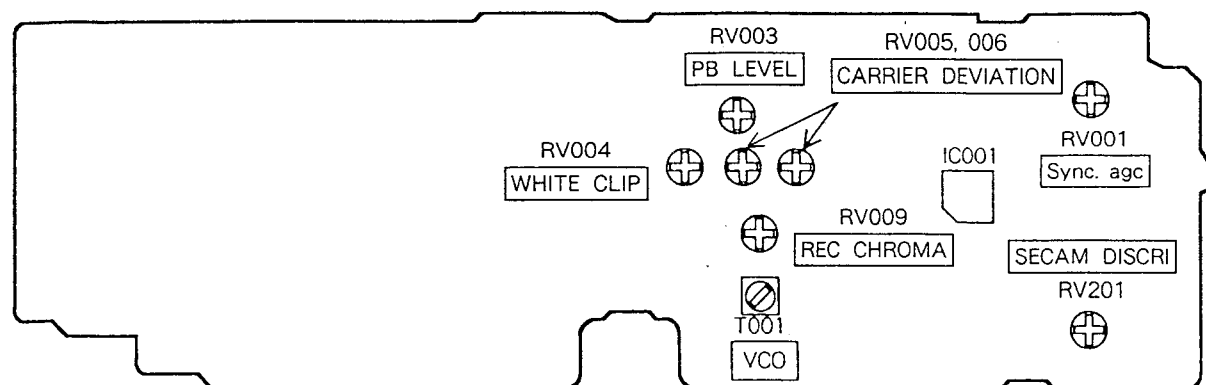 RV003
PB LEVEL
RV005, 006
CARRIER DEVIATION
RV004
WHITE CLIP
RV001
Sync. agc
IC001
RV009
REC CHROMA
SECAM DISCRI
RV201
T001
VCO